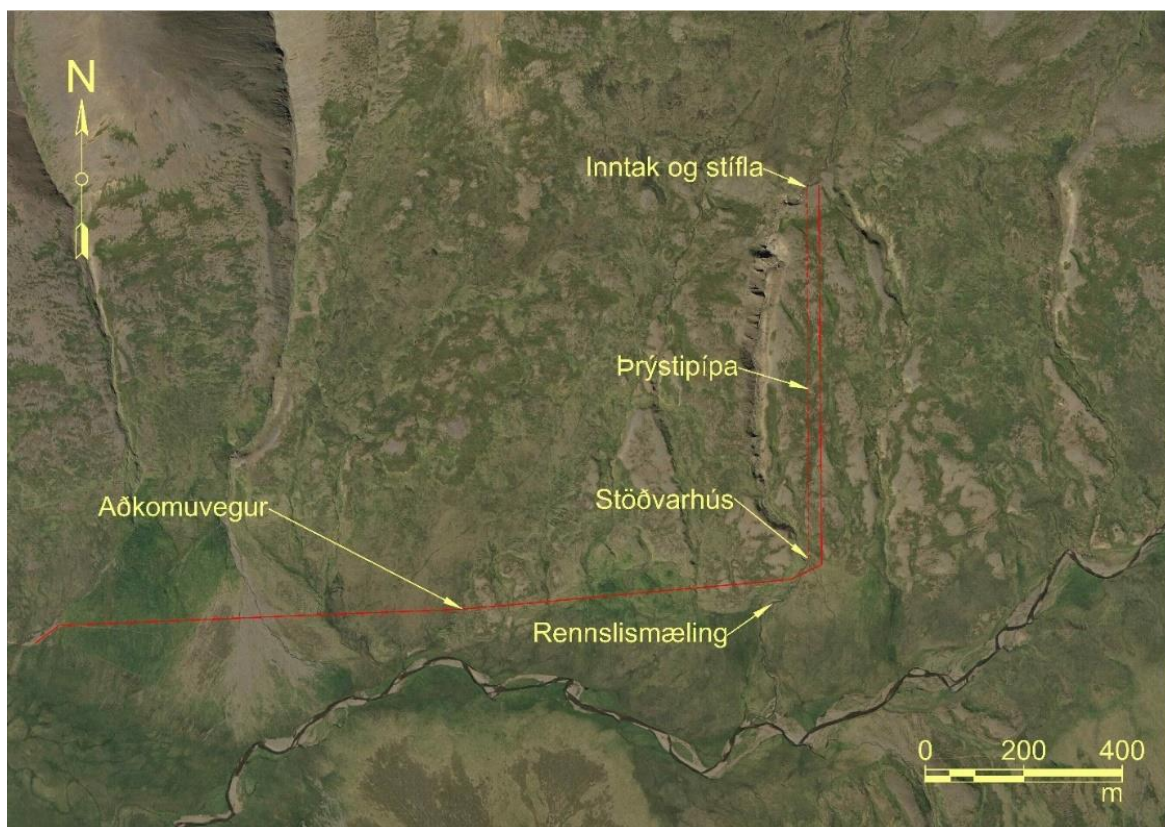 N
Inntak og stífla
Þrýstipípa
Aðkomuvegur
Stöðvarhús
Rennslismæling
0 200 400
m